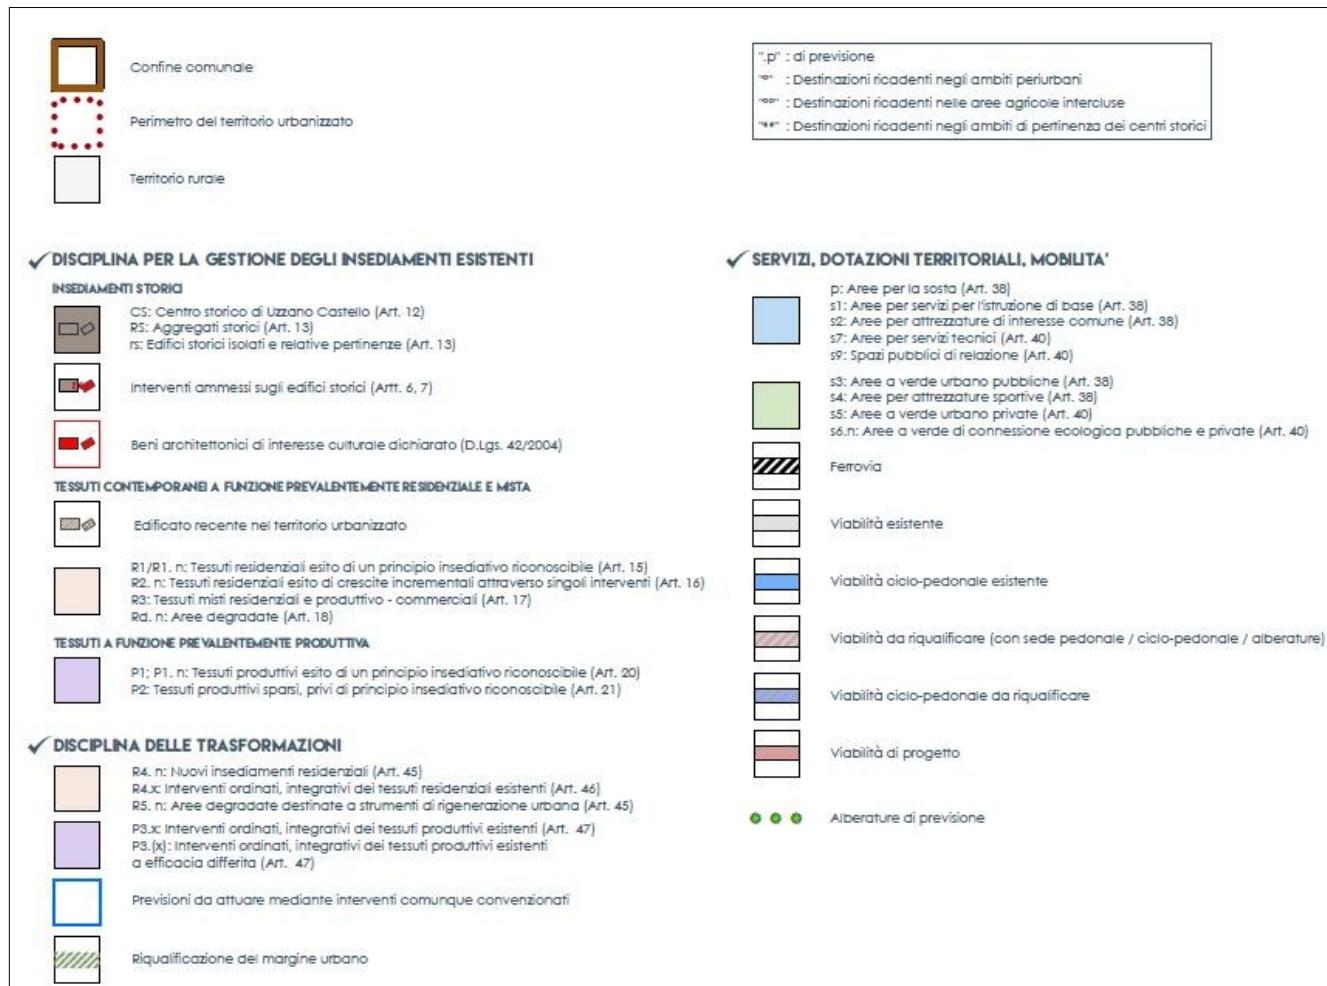 Confine comunale
Perimetro del territorio urbanizzato
Territorio rurale
".p" : di previsione
"°" : Destinazioni ricadenti negli ambiti periurbani
"°°" : Destinazioni ricadenti nelle aree agricole intercluse
"**" : Destinazioni ricadenti negli ambiti di pertinenza dei centri storici
DISCIPLINA PER LA GESTIONE DEGLI INSEDIAMENTI ESISTENTI
INSEDIAMENTI STORICI
CS: Centro storico di Uzzano Castello (Art. 12)
RS: Aggregati storici (Art. 13)
rs: Edifici storici isolati e relative pertinenze (Art. 13)
Interventi ammessi sugli edifici storici (Artt. 6, 7)
Beni architettonici di interesse culturale dichiarato (D.Lgs. 42/2004)
TESSUTI CONTEMPORANEI A FUNZIONE PREVALENTEMENTE RESIDENZIALE E MISTA
Edificato recente nel territorio urbanizzato
R1/R1. n: Tessuti residenziali esito di un principio insediativo riconoscibile (Art. 15)
R2. n: Tessuti residenziali esito di crescite incrementali attraverso singoli interventi (Art. 16)
R3: Tessuti misti residenziali e produttivo - commerciali (Art. 17)
Rd. n: Aree degradate (Art. 18)
TESSUTI A FUNZIONE PREVALENTEMENTE PRODUTTIVA
P1; P1. n: Tessuti produttivi esito di un principio insediativo riconoscibile (Art. 20)
P2: Tessuti produttivi sparsi, privi di principio insediativo riconoscibile (Art. 21)
DISCIPLINA DELLE TRASFORMAZIONI
R4. n: Nuovi insediamenti residenziali (Art. 45)
R4.x: Interventi ordinati, integrativi dei tessuti residenziali esistenti (Art. 46)
R5. n: Aree degradate destinate a strumenti di rigenerazione urbana (Art. 45)
P3.x: Interventi ordinati, integrativi dei tessuti produttivi esistenti (Art. 47)
P3.(x): Interventi ordinati, integrativi dei tessuti produttivi esistenti
a efficacia differita (Art. 47)
Previsioni da attuare mediante interventi comunque convenzionati
Riqualificazione del margine urbano
SERVIZI, DOTAZIONI TERRITORIALI, MOBILITA'
p: Aree per la sosta (Art. 38)
s1: Aree per servizi per l'istruzione di base (Art. 38)
s2: Aree per attrezzature di interesse comune (Art. 38)
s7: Aree per servizi tecnici (Art. 40)
s9: Spazi pubblici di relazione (Art. 40)
s3: Aree a verde urbano pubbliche (Art. 38)
s4: Aree per attrezzature sportive (Art. 38)
s5: Aree a verde urbano private (Art. 40)
s6.n: Aree a verde di connessione ecologica pubbliche e private (Art. 40)
Ferrovia
Viabilità esistente
Viabilità ciclo-pedonale esistente
Viabilità da riqualificare (con sede pedonale / ciclo-pedonale / alberature)
Viabilità ciclo-pedonale da riqualificare
Viabilità di progetto
Alberature di previsione